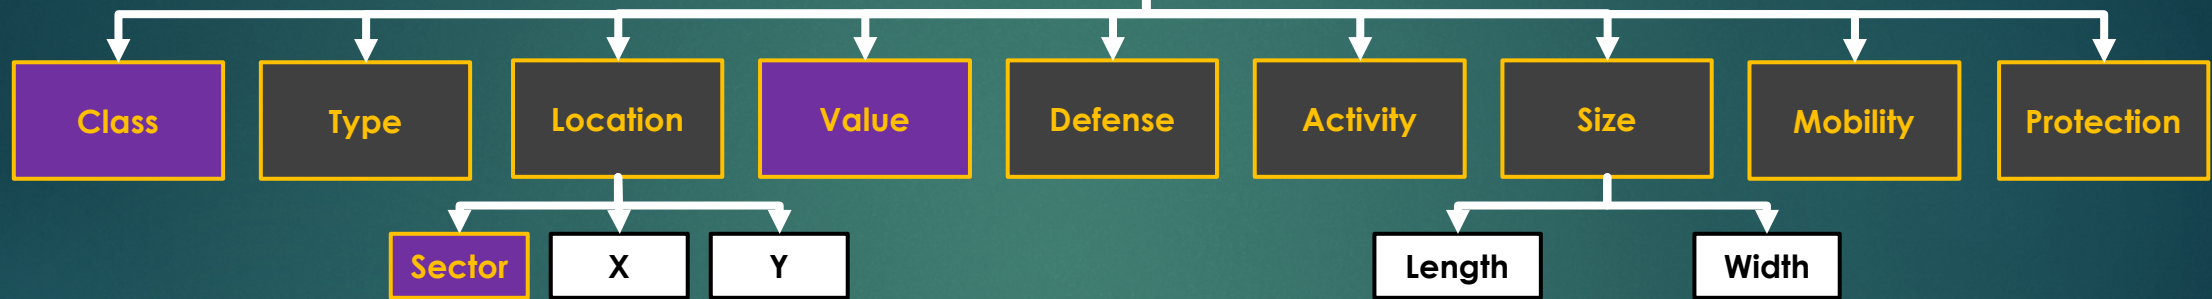 Class
Type
Location
Value
Defense
Activity
Size
Mobility
Protection
Sector
X
Y
Length
Width